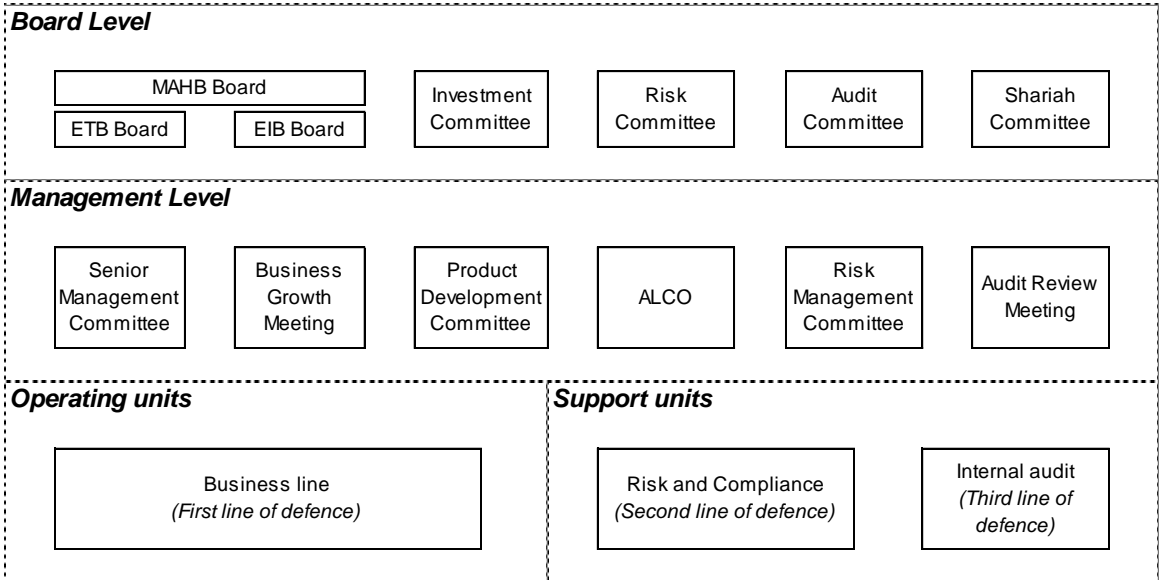 Board Level
MAHB Board
ETB Board
EIB Board
Investment
Committee
Risk
Committee
Audit
Committee
Shariah
Committee
Management Level
Senior
Management
Committee
Business
Growth
Meeting
Product
Development
Committee
ALCO
Risk
Management
Committee
Audit Review
Meeting
Operating units
Business line
(First line of defence)
Support units
Risk and Compliance
(Second line of defence)
Internal audit
(Third line of
defence)